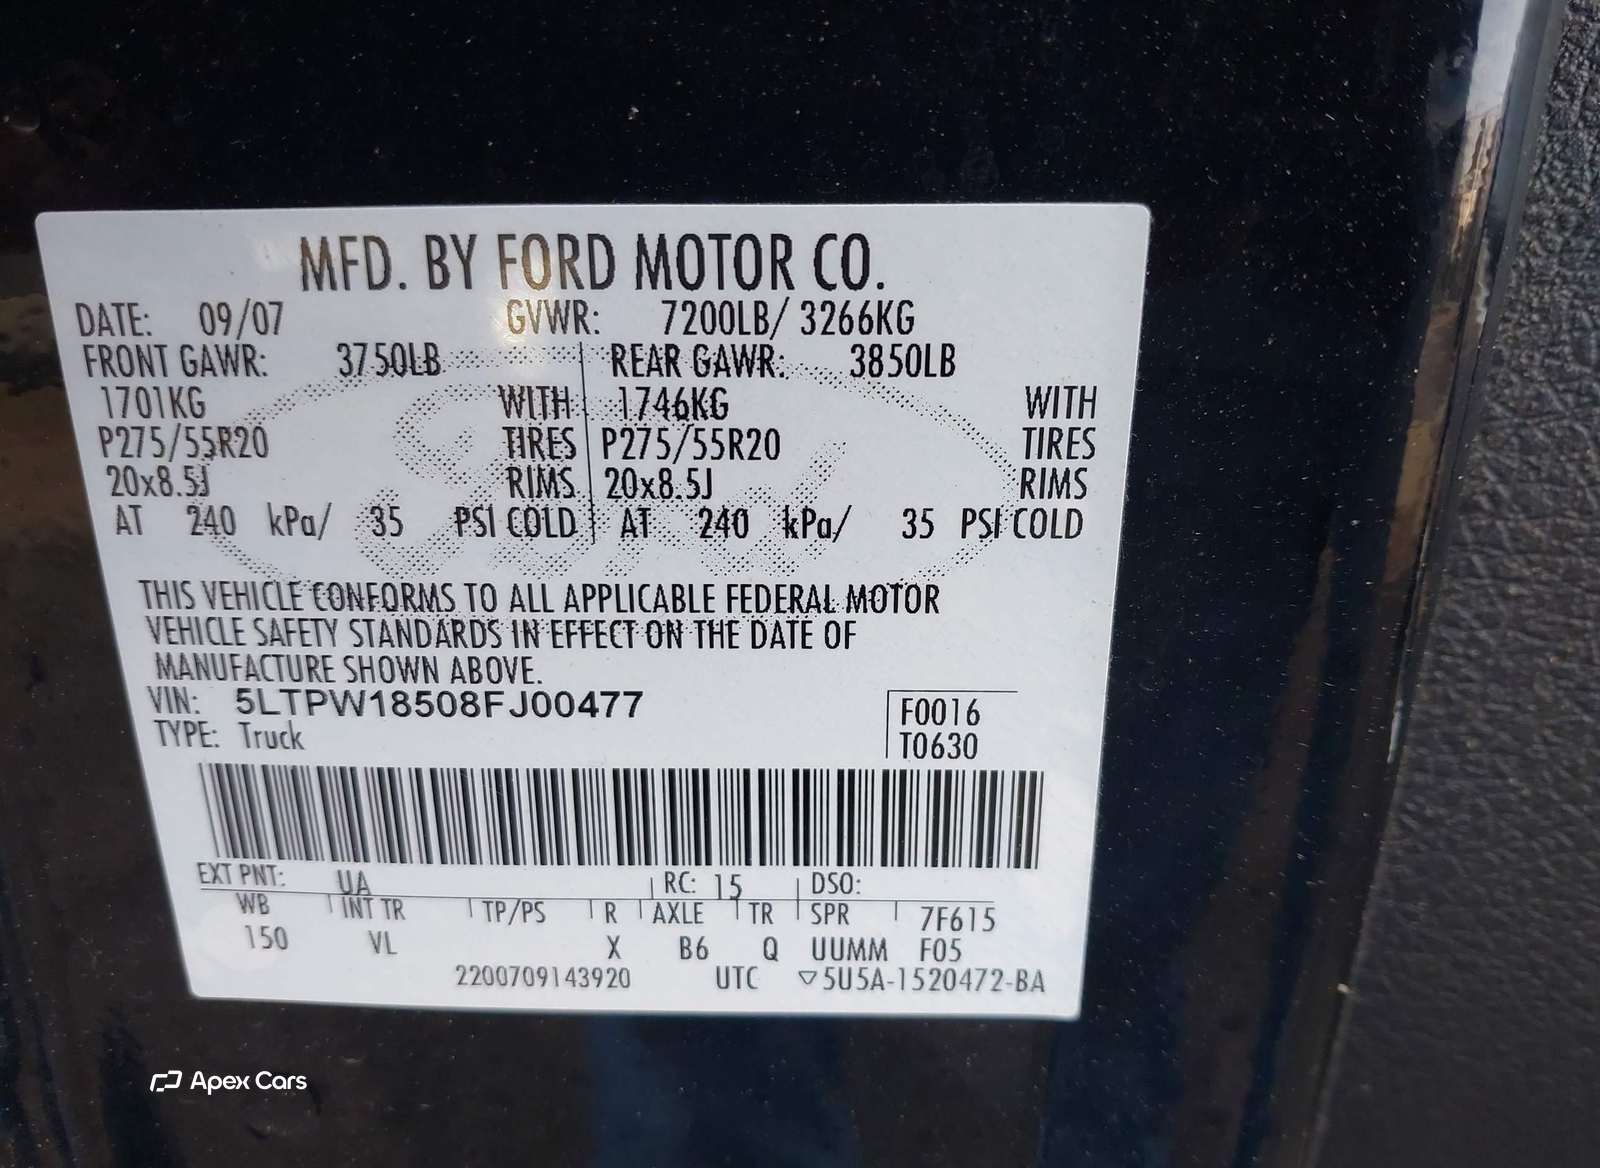 MFD. BY FORD MOTOR CO.
DATE: 09/07 GVWR: 7200LB/ 3266KG
FRONT GAWR: 3750LB REAR GAWR: 3850LB
1701KG WITH 1746KG WITH
P275/55R20 TIRES P275/55R20 TIRES
20x8.5J RIMS 20x8.5J RIMS
AT 240 kPa/ 35 PSI COLD AT 240 kPa/ 35 PSI COLD
THIS VEHICLE CONFORMS TO ALL APPLICABLE FEDERAL MOTOR
VEHICLE SAFETY STANDARDS IN EFFECT ON THE DATE OF
MANUFACTURE SHOWN ABOVE.
VIN: 5LTPW18508FJ00477 F0016
TYPE: Truck T0630
EXT PNT: UA RC: 15 DSO:
WB INT TR TP/PS R AXLE TR SPR 7F615
150 VL X B6 Q UUMM F05
2200709143920 UTC ▽5U5A-1520472-BA
Apex Cars